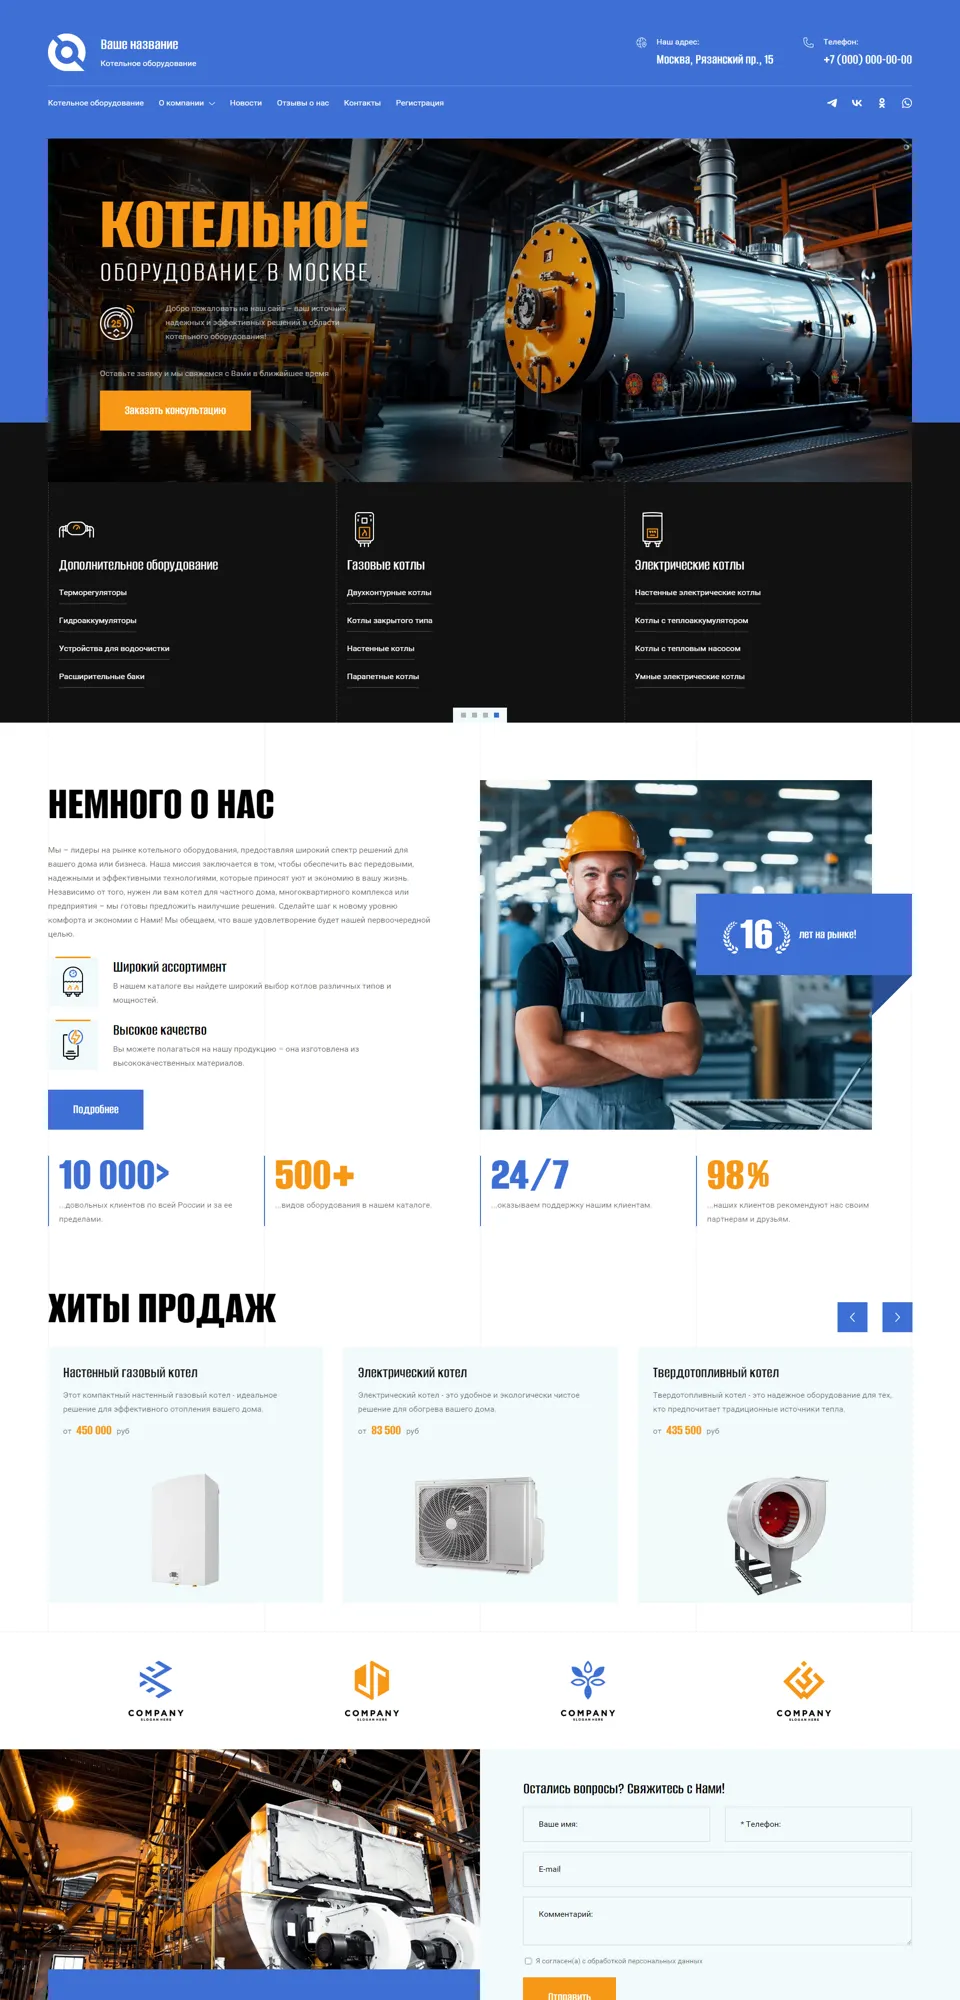 Ваше название
Котельное оборудование
Наш адрес:
Москва, Рязанский пр., 15
Телефон:
+7 (000) 000-00-00
Котельное оборудование
О компании
Новости
Отзывы о нас
Контакты
Регистрация
КОТЕЛЬНОЕ
ОБОРУДОВАНИЕ В МОСКВЕ
25
Добро пожаловать на наш сайт – ваш источник
надежных и эффективных решений в области
котельного оборудования!
Оставьте заявку и мы свяжемся с Вами в ближайшее время
Заказать консультацию
Дополнительное оборудование
Терморегуляторы
Гидроаккумуляторы
Устройства для водоочистки
Расширительные баки
Газовые котлы
Двухконтурные котлы
Котлы закрытого типа
Настенные котлы
Парапетные котлы
Электрические котлы
Настенные электрические котлы
Котлы с теплоаккумулятором
Котлы с тепловым насосом
Умные электрические котлы
НЕМНОГО О НАС
Мы – лидеры на рынке котельного оборудования, предоставляя широкий спектр решений для
вашего дома или бизнеса. Наша миссия заключается в том, чтобы обеспечить вас передовыми,
надежными и эффективными технологиями, которые приносят уют и экономию в вашу жизнь.
Независимо от того, нужен ли вам котел для частного дома, многоквартирного комплекса или
предприятия – мы готовы предложить наилучшие решения. Сделайте шаг к новому уровню
комфорта и экономии с Нами! Мы обещаем, что ваше удовлетворение будет нашей первоочередной
целью.
Широкий ассортимент
В нашем каталоге вы найдете широкий выбор котлов различных типов и
мощностей.
Высокое качество
Вы можете полагаться на нашу продукцию – она изготовлена из
высококачественных материалов.
Подробнее
16
лет на рынке!
10 000>
...довольных клиентов по всей России и за ее
пределами.
500+
...видов оборудования в нашем каталоге.
24/7
...оказываем поддержку нашим клиентам.
98%
...наших клиентов рекомендуют нас своим
партнерам и друзьям.
ХИТЫ ПРОДАЖ
Настенный газовый котел
Этот компактный настенный газовый котел - идеальное
решение для эффективного отопления вашего дома.
от 450 000 руб
Электрический котел
Электрический котел - это удобное и экологически чистое
решение для обогрева вашего дома.
от 83 500 руб
Твердотопливный котел
Твердотопливный котел - это надежное оборудование для тех,
кто предпочитает традиционные источники тепла.
от 435 500 руб
COMPANY
SLOGAN HERE
COMPANY
SLOGAN HERE
COMPANY
SLOGAN HERE
COMPANY
SLOGAN HERE
Остались вопросы? Свяжитесь с Нами!
Ваше имя:
* Телефон:
E-mail
Комментарий:
Я согласен(а) с обработкой персональных данных
Отправить